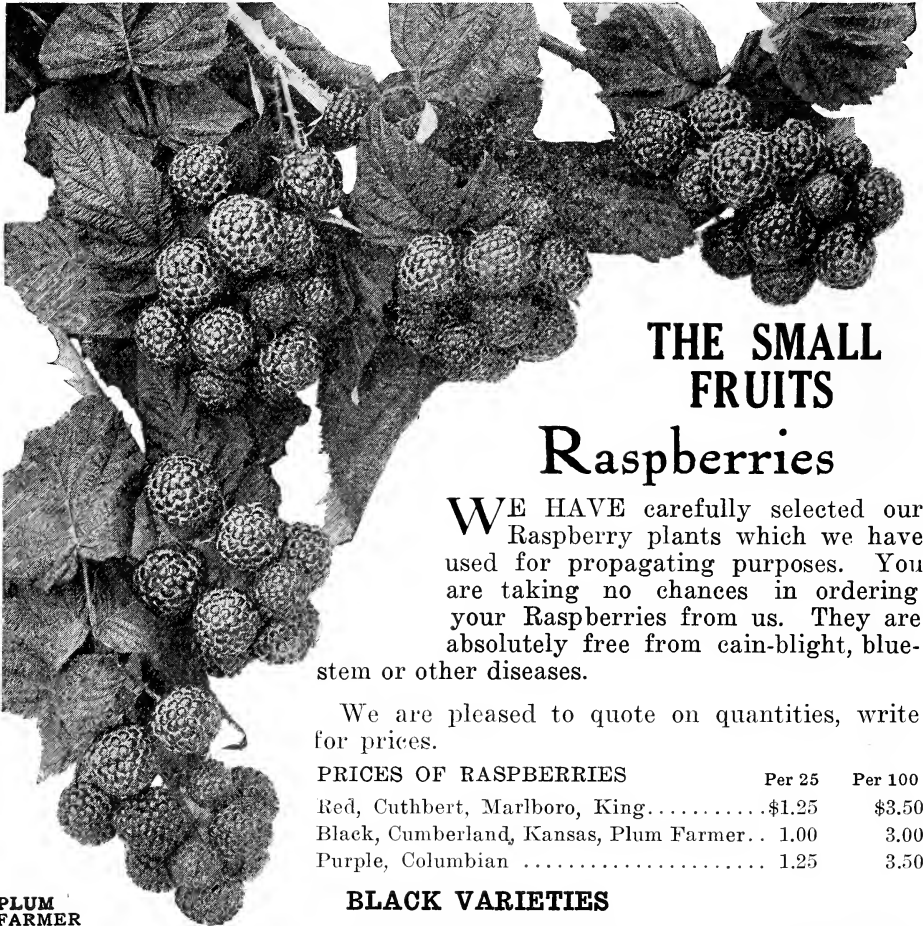 THE SMALL
FRUITS
Raspberries
WE HAVE carefully selected our
Raspberry plants which we have
used for propagating purposes. You
are taking no chances in ordering
your Raspberries from us. They are
absolutely free from cain-blight, blue-
stem or other diseases.
We are pleased to quote on quantities, write
for prices.
PRICES OF RASPBERRIES Per 25 Per 100
Red, Cuthbert, Marlboro, King...........$1.25 $3.50
Black, Cumberland, Kansas, Plum Farmer.. 1.00 3.00
Purple, Columbian ...................... 1.25 3.50
BLACK VARIETIES
PLUM
FARMER